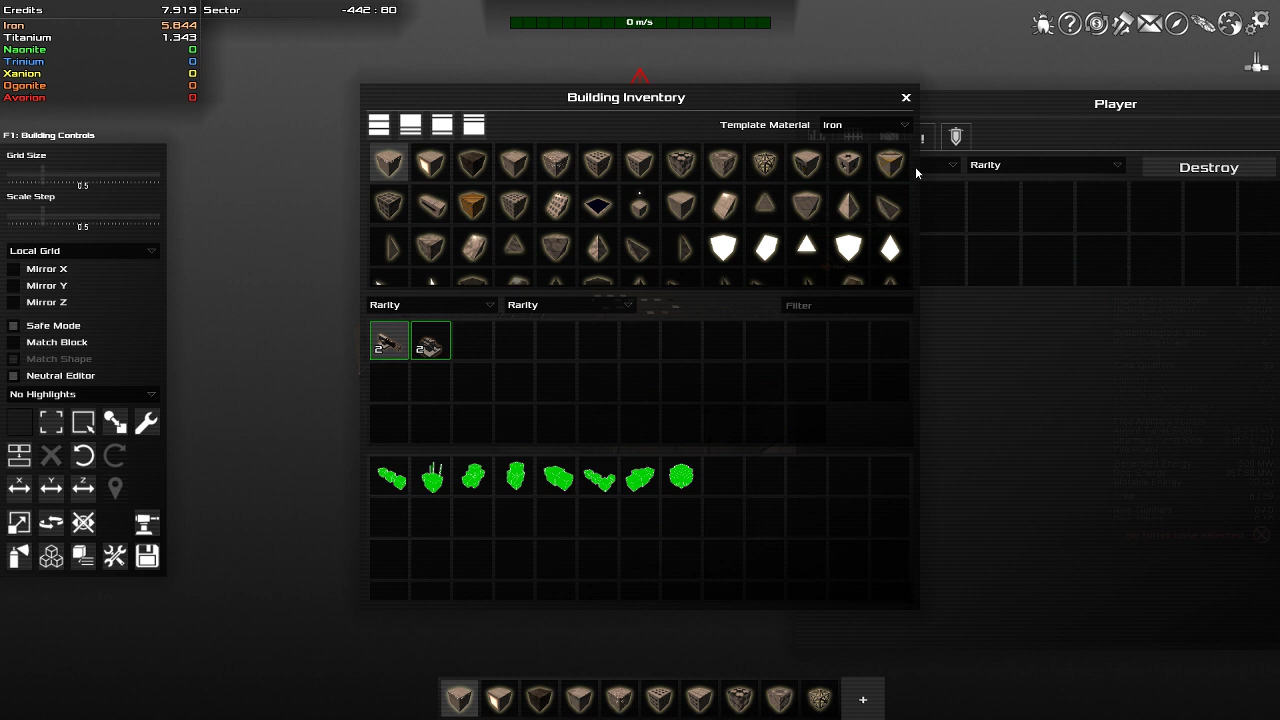 Credits 7.919
Sector -442 : 80
0 m/s
Iron 5.844
Titanium 1.343
Naonite 0
Trinium 0
Xanion 0
Ogonite 0
Avorion 0
Building Inventory
Player
Template Material Iron
F1: Building Controls
Grid Size
0.5
Scale Step
0.5
Local Grid
Mirror X
Mirror Y
Mirror Z
Safe Mode
Match Block
Match Shape
Neutral Editor
No Highlights
X Y Z
Rarity
Destroy
Rarity Rarity Filter
2 2
+